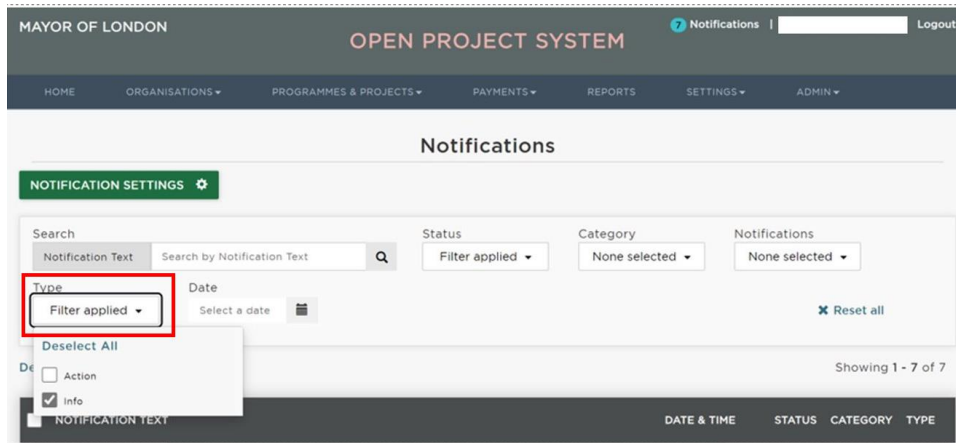 MAYOR OF LONDON
OPEN PROJECT SYSTEM
7 Notifications | Logout
HOME ORGANISATIONS PROGRAMMES & PROJECTS PAYMENTS REPORTS SETTINGS ADMIN
Notifications
NOTIFICATION SETTINGS
Search Status Category Notifications
Notification Text Search by Notification Text Filter applied None selected None selected
Type Date
Filter applied Select a date Reset all
Deselect All
De Showing 1 - 7 of 7
Action
Info
NOTIFICATION TEXT DATE & TIME STATUS CATEGORY TYPE